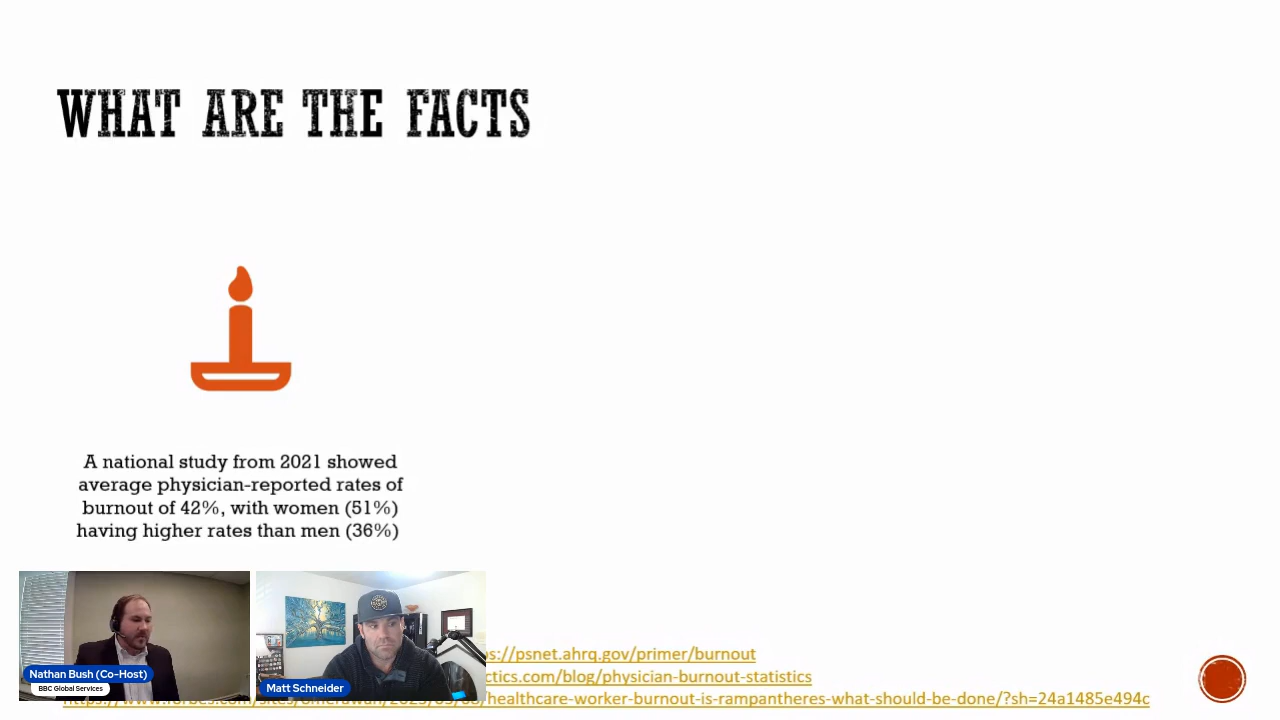 WHAT ARE THE FACTS
A national study from 2021 showed
average physician-reported rates of
burnout of 42%, with women (51%)
having higher rates than men (36%)
Nathan Bush (Co-Host)
BBC Global Services
Matt Schneider
s://psnet.ahrq.gov/primer/burnout
ctics.com/blog/physician-burnout-statistics
/healthcare-worker-burnout-is-rampantheres-what-should-be-done/?sh=24a1485e494c